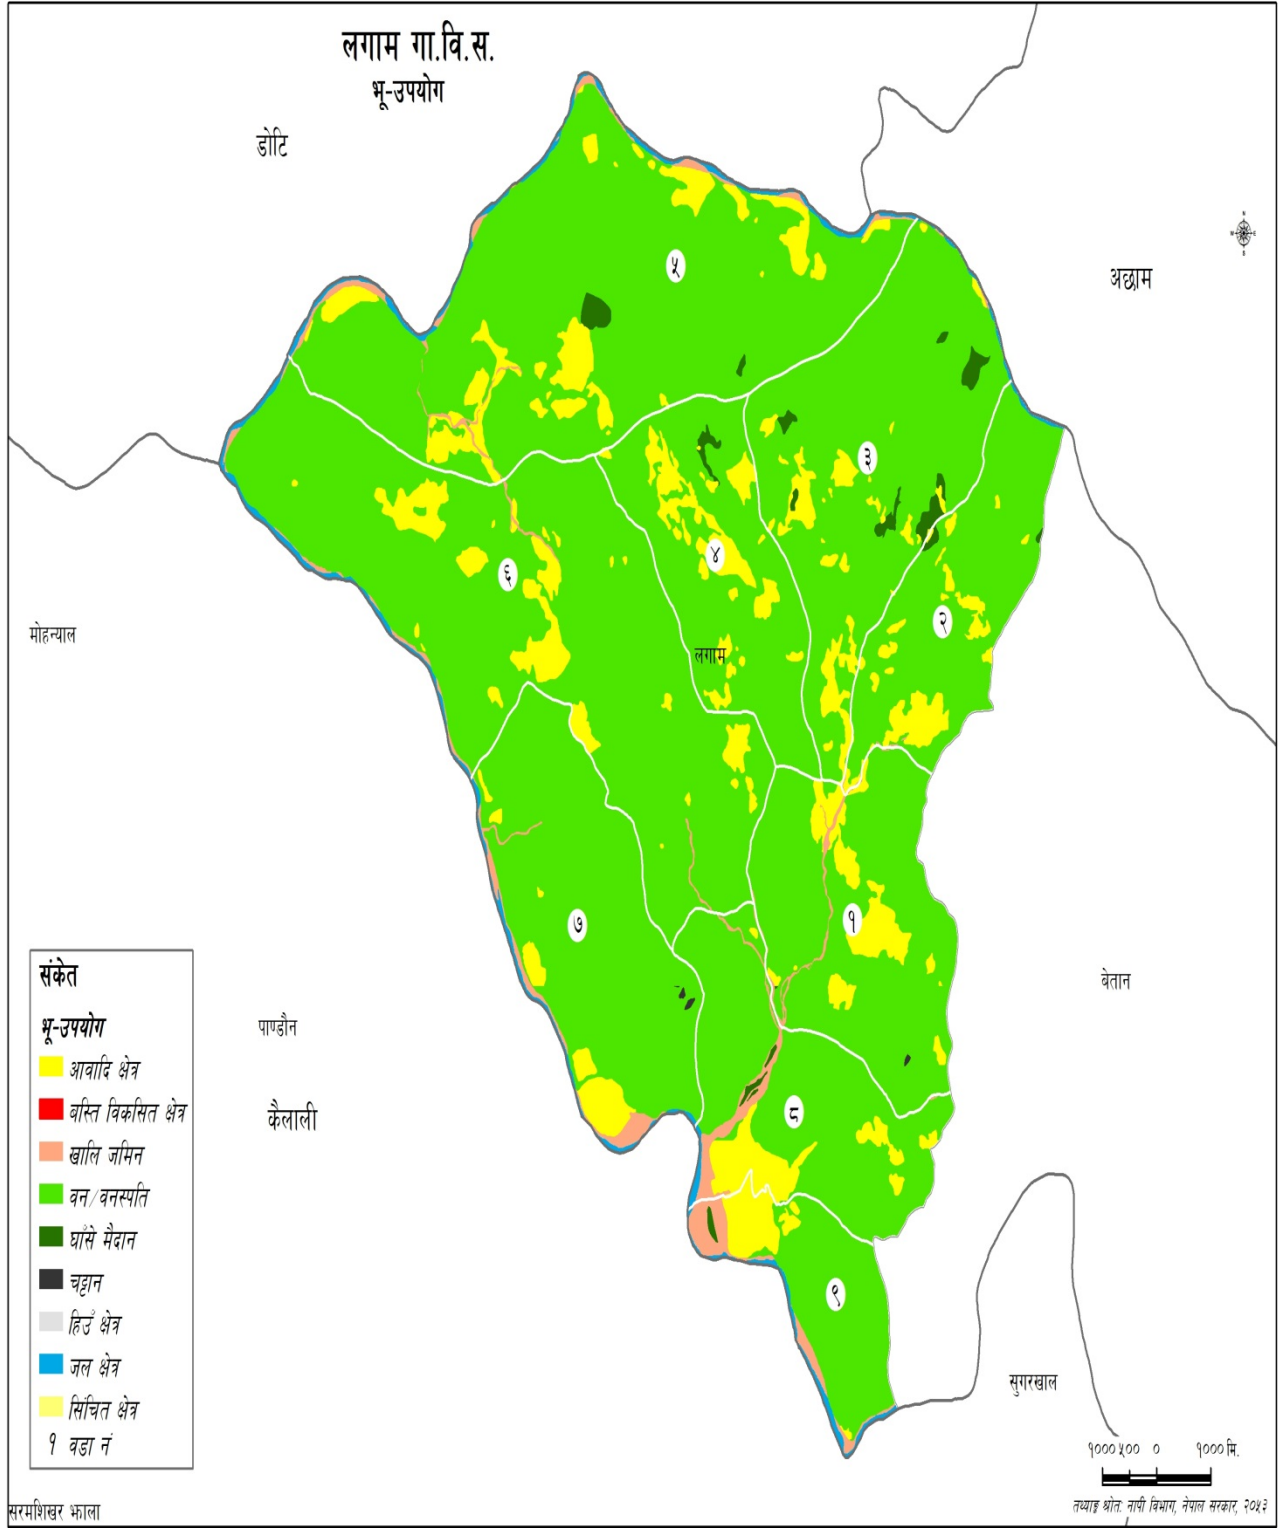 लगाम गा.वि.स.
भू-उपयोग
डोटि
अछाम
५
३
४
६
२
लगाम
मोहन्याल
७
१
बेतान
पाण्डौन
कैलाली
८
९
सुगरखाल
संकेत
भू-उपयोग
आवादि क्षेत्र
बस्ति विकसित क्षेत्र
खालि जमिन
वन/वनस्पति
घाँसे मैदान
चट्टान
हिउँ क्षेत्र
जल क्षेत्र
सिंचित क्षेत्र
१ वडा नं
१००० ५०० ० १००० मि.
तथ्याङ्क श्रोत: नापी विभाग, नेपाल सरकार, २०५३
सरमशिखर झाला